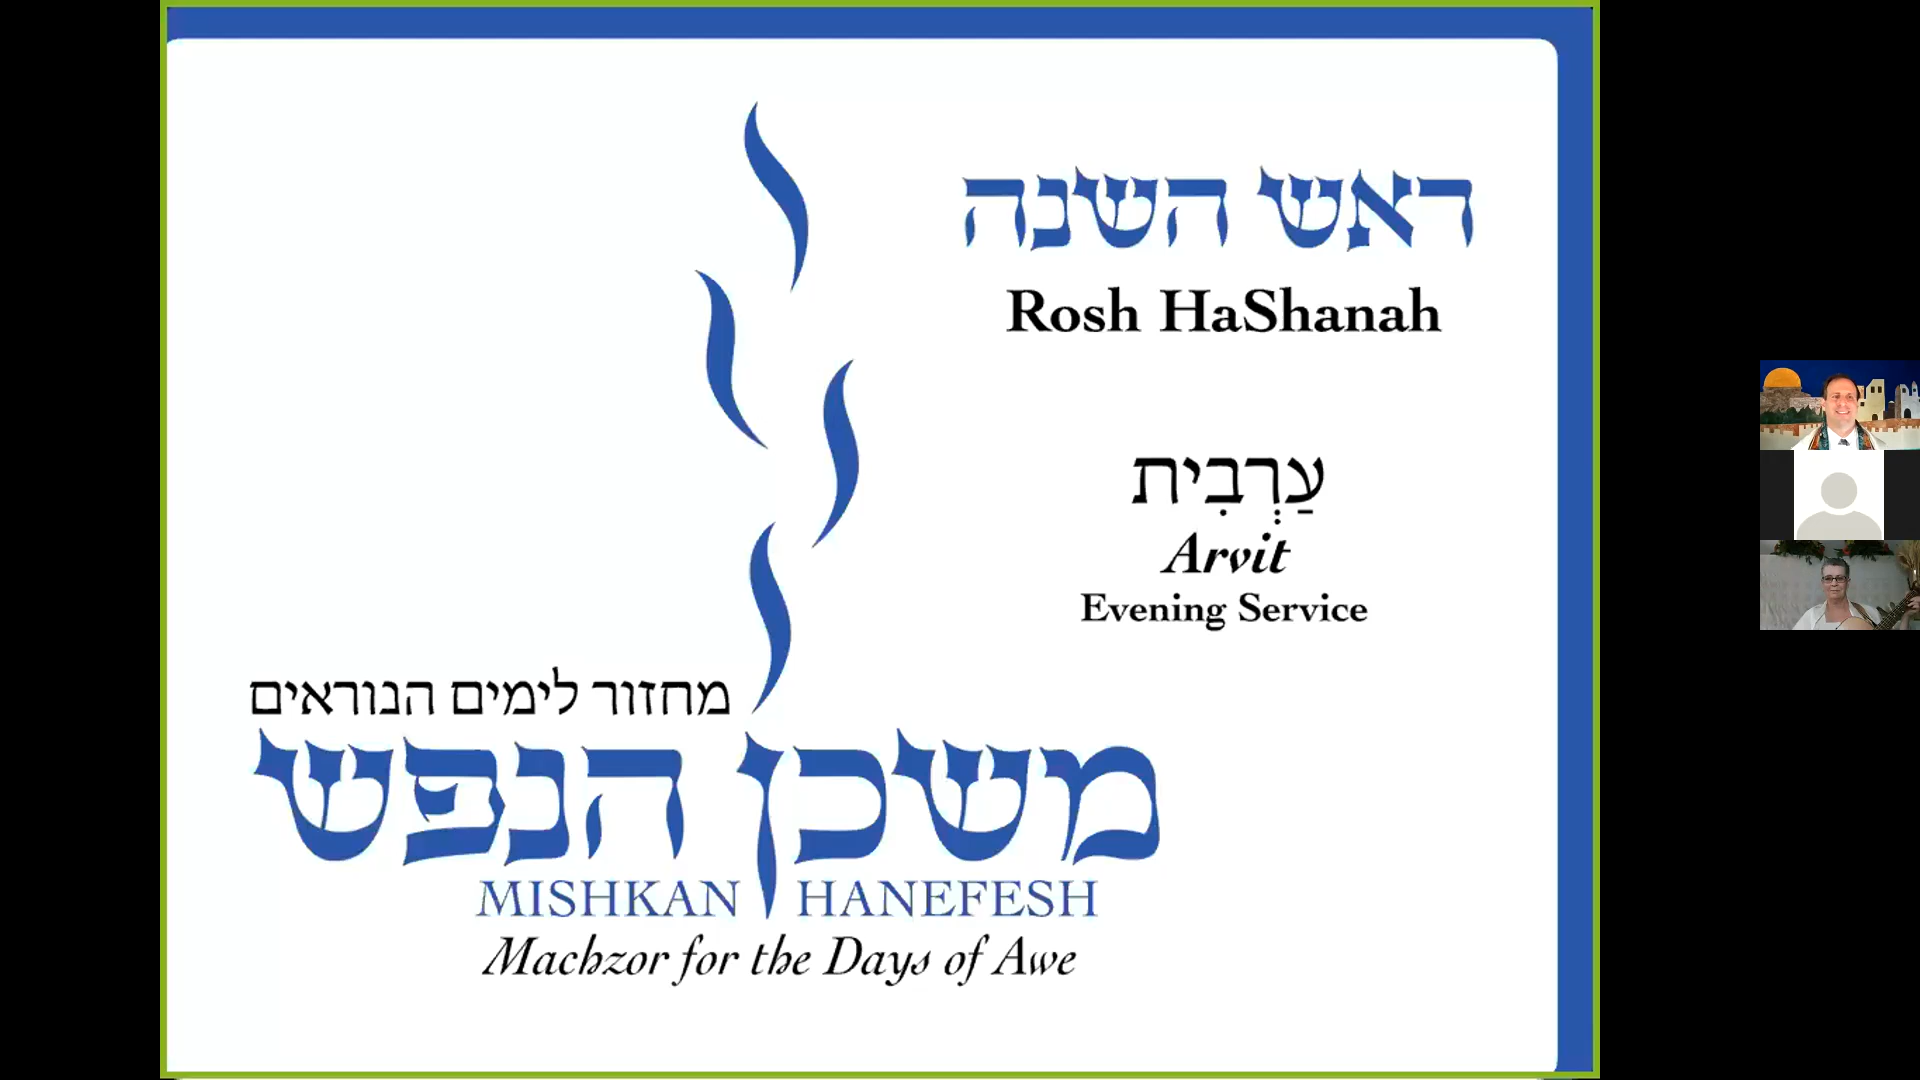 ראש השנה
Rosh HaShanah
עַרְבִית
Arvit
Evening Service
מחזור לימים הנוראים
משכן הנפש
MISHKAN HANEFESH
Machzor for the Days of Awe